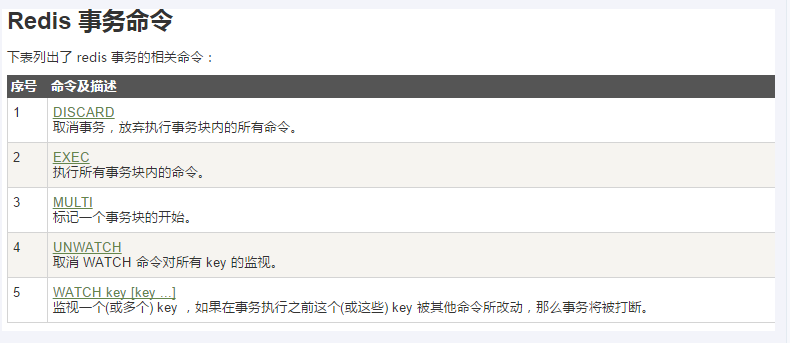 Redis 事务命令
下表列出了 redis 事务的相关命令：
序号 命令及描述
1 DISCARD
取消事务，放弃执行事务块内的所有命令。
2 EXEC
执行所有事务块内的命令。
3 MULTI
标记一个事务块的开始。
4 UNWATCH
取消 WATCH 命令对所有 key 的监视。
5 WATCH key [key ...]
监视一个(或多个) key ，如果在事务执行之前这个(或这些) key 被其他命令所改动，那么事务将被打断。